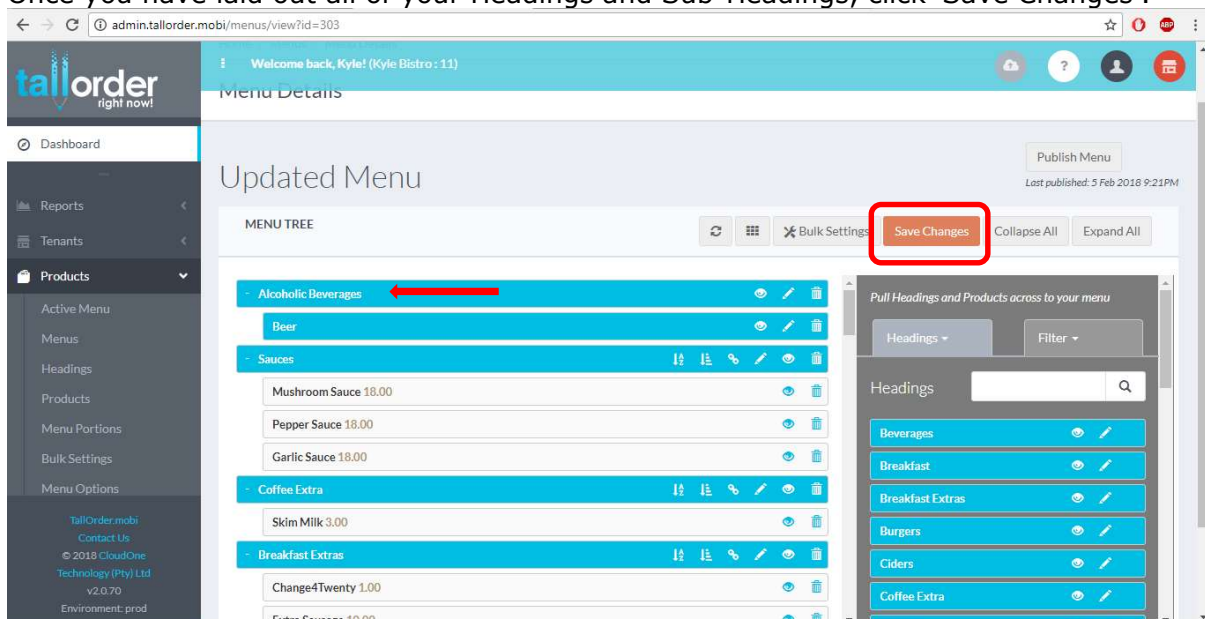 Once you have laid out all of your Headings and Sub-Headings, click 'Save Changes'.
admin.tallorder.mobi/menus/view?id=303
ABP
tallorder
right now!
Welcome back, Kyle! (Kyle Bistro : 11)
?
Menu Details
Dashboard
Reports
Tenants
Products
Active Menu
Menus
Headings
Products
Menu Portions
Bulk Settings
Menu Options
TallOrder.mobi
Contact Us
© 2018 CloudOne
Technology (Pty) Ltd
v2.0.70
Environment: prod
Updated Menu
Publish Menu
Last published: 5 Feb 2018 9:21PM
MENU TREE
Bulk Settings
Save Changes
Collapse All
Expand All
- Alcoholic Beverages
Beer
- Sauces
Mushroom Sauce 18.00
Pepper Sauce 18.00
Garlic Sauce 18.00
- Coffee Extra
Skim Milk 3.00
- Breakfast Extras
Change4Twenty 1.00
Extra Sausage 10.00
Pull Headings and Products across to your menu
Headings
Filter
Headings
Beverages
Breakfast
Breakfast Extras
Burgers
Ciders
Coffee Extra